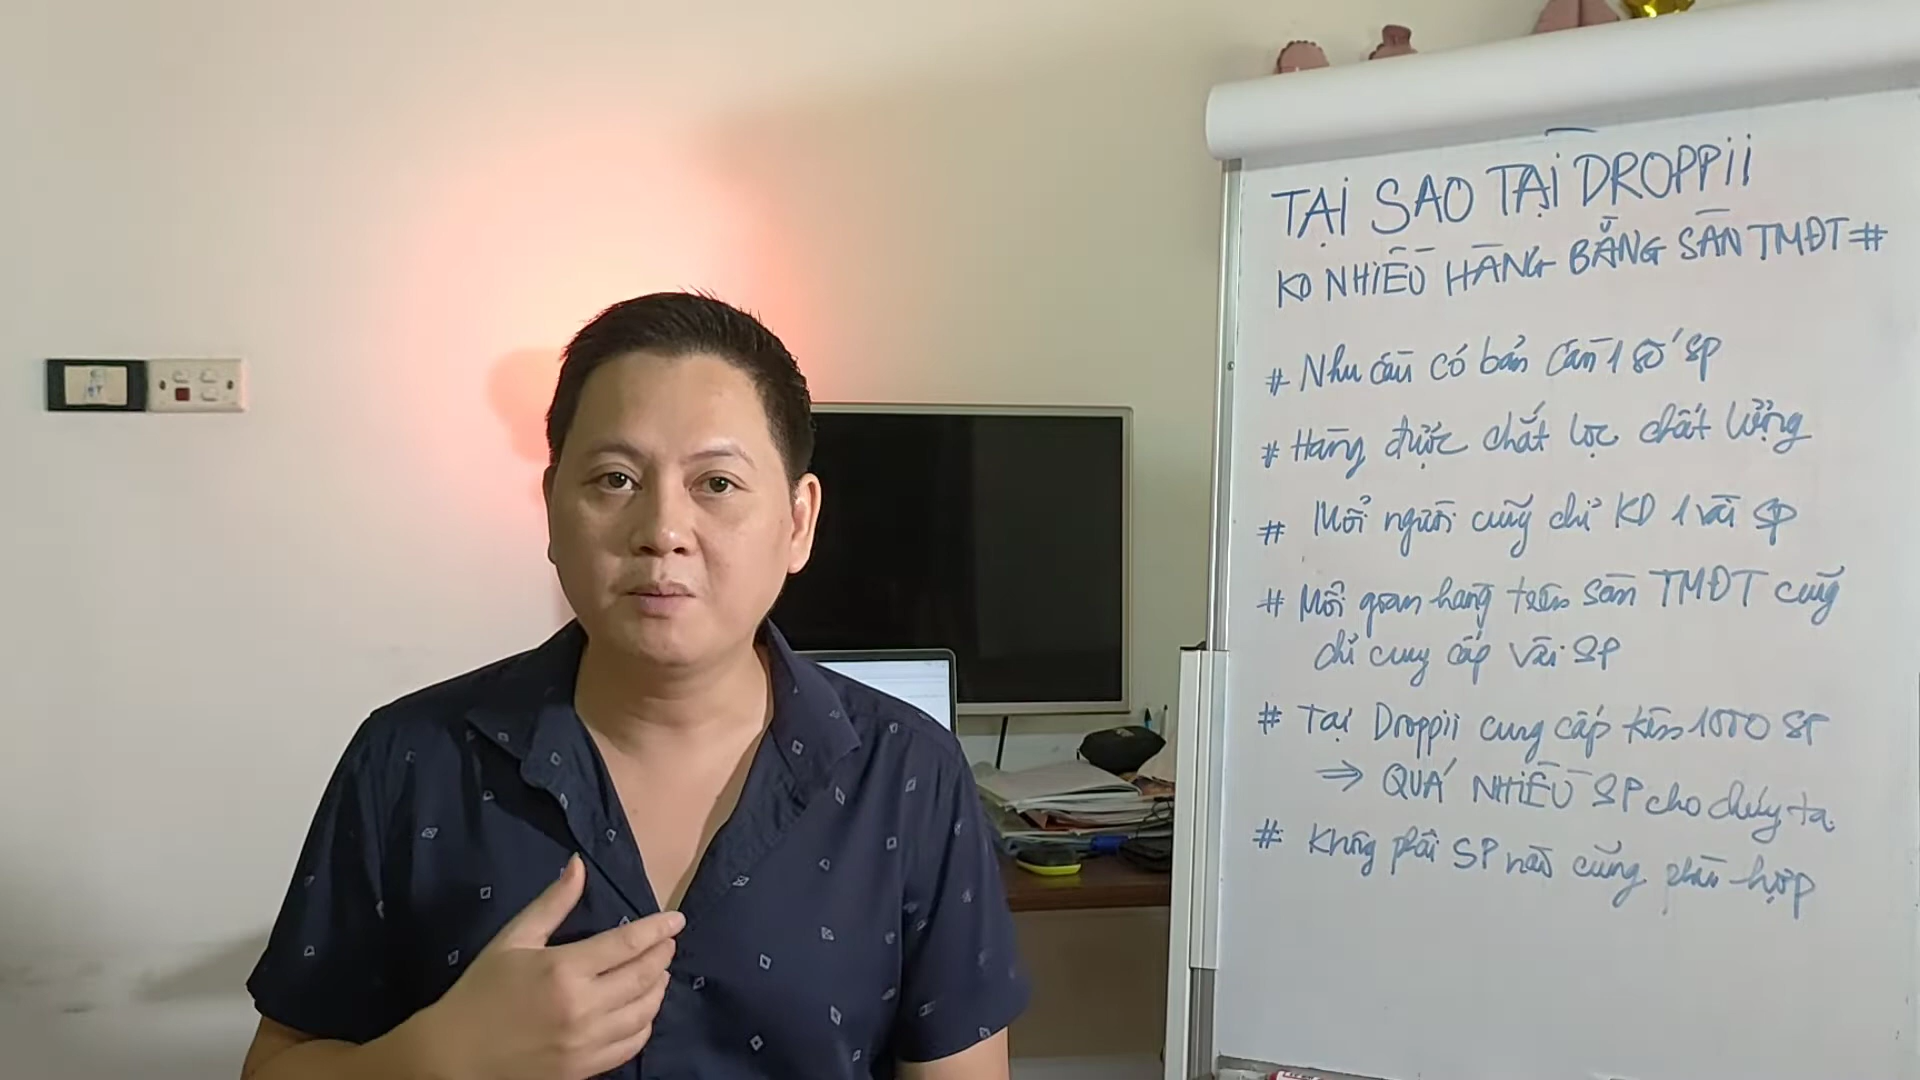 TẠI SAO TẠI DROPPII
KO NHIỀU HÀNG BẰNG SÀN TMĐT #
# Nhu cầu cơ bản cần 1 số SP
# Hàng được chắt lọc chất lượng
# Mỗi người cũng chỉ KD 1 vài SP
# Mỗi gian hàng trên sàn TMĐT cũng
chỉ cung cấp vài SP
# Tại Droppii cung cấp trên 1000 SP
⇒ QUÁ NHIỀU SP cho chúng ta.
# Không phải SP nào cũng phù hợp